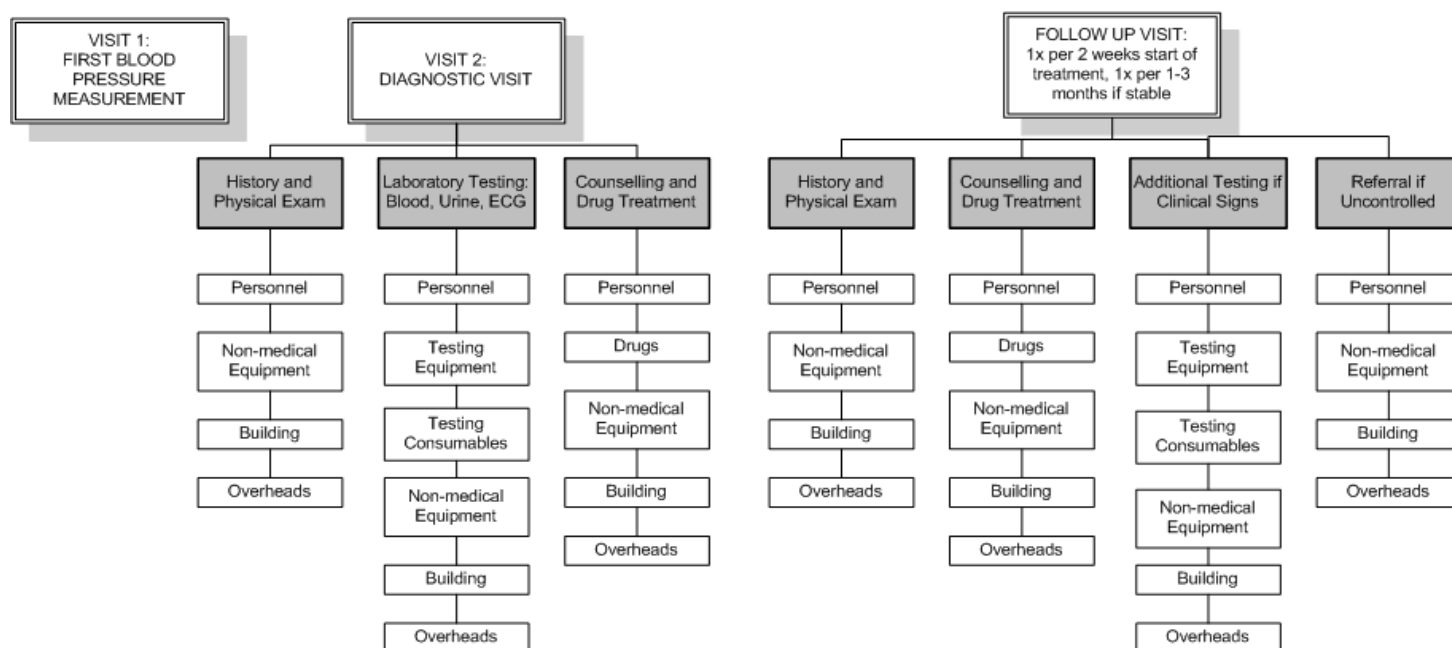 VISIT 1:
FIRST BLOOD
PRESSURE
MEASUREMENT
VISIT 2:
DIAGNOSTIC VISIT
History and
Physical Exam
Personnel
Non-medical
Equipment
Building
Overheads
Laboratory Testing:
Blood, Urine, ECG
Personnel
Testing
Equipment
Testing
Consumables
Non-medical
Equipment
Building
Overheads
Counselling and
Drug Treatment
Personnel
Drugs
Non-medical
Equipment
Building
Overheads
FOLLOW UP VISIT:
1x per 2 weeks start of
treatment, 1x per 1-3
months if stable
History and
Physical Exam
Personnel
Non-medical
Equipment
Building
Overheads
Counselling and
Drug Treatment
Personnel
Drugs
Non-medical
Equipment
Building
Overheads
Additional Testing if
Clinical Signs
Personnel
Testing
Equipment
Testing
Consumables
Non-medical
Equipment
Building
Overheads
Referral if
Uncontrolled
Personnel
Non-medical
Equipment
Building
Overheads